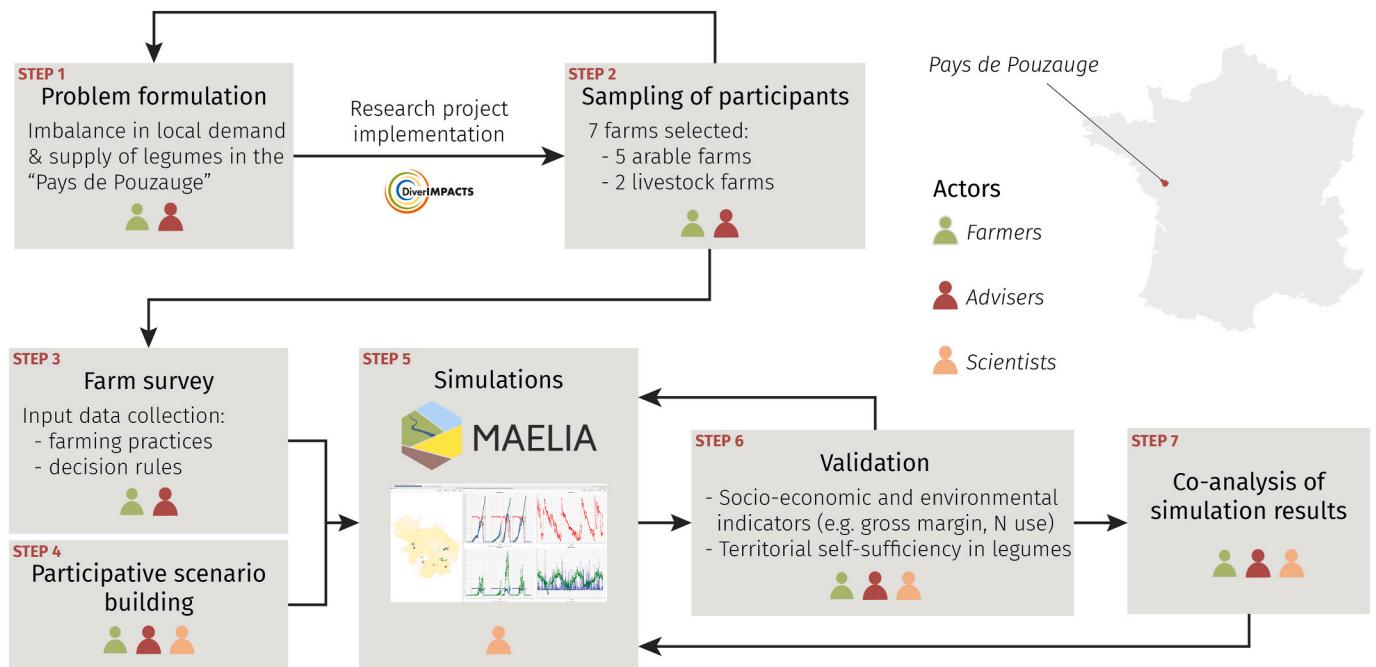 STEP 1
Problem formulation
Imbalance in local demand
& supply of legumes in the
“Pays de Pouzauge”
Research project
implementation
DiverIMPACTS
STEP 2
Sampling of participants
7 farms selected:
- 5 arable farms
- 2 livestock farms
Pays de Pouzauge
Actors
Farmers
Advisers
Scientists
STEP 3
Farm survey
Input data collection:
- farming practices
- decision rules
STEP 4
Participative scenario
building
STEP 5
Simulations
MAELIA
STEP 6
Validation
- Socio-economic and environmental
indicators (e.g. gross margin, N use)
- Territorial self-sufficiency in legumes
STEP 7
Co-analysis of
simulation results